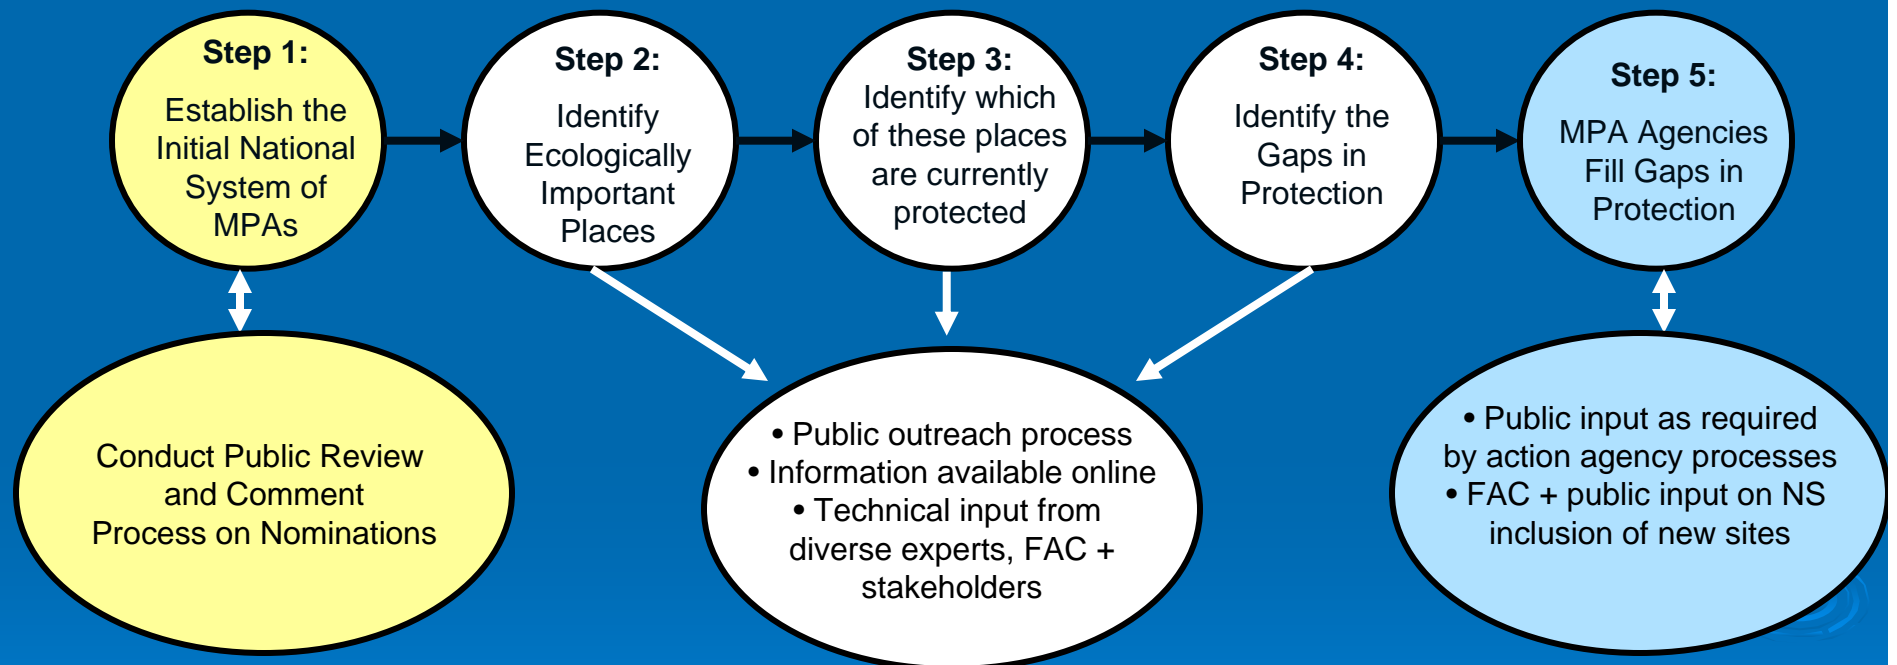 Step 1:
Establish the
Initial National
System of
MPAs
Step 2:
Identify
Ecologically
Important
Places
Step 3:
Identify which
of these places
are currently
protected
Step 4:
Identify the
Gaps in
Protection
Step 5:
MPA Agencies
Fill Gaps in
Protection
Conduct Public Review
and Comment
Process on Nominations
• Public outreach process
• Information available online
• Technical input from
diverse experts, FAC +
stakeholders
• Public input as required
by action agency processes
• FAC + public input on NS
inclusion of new sites